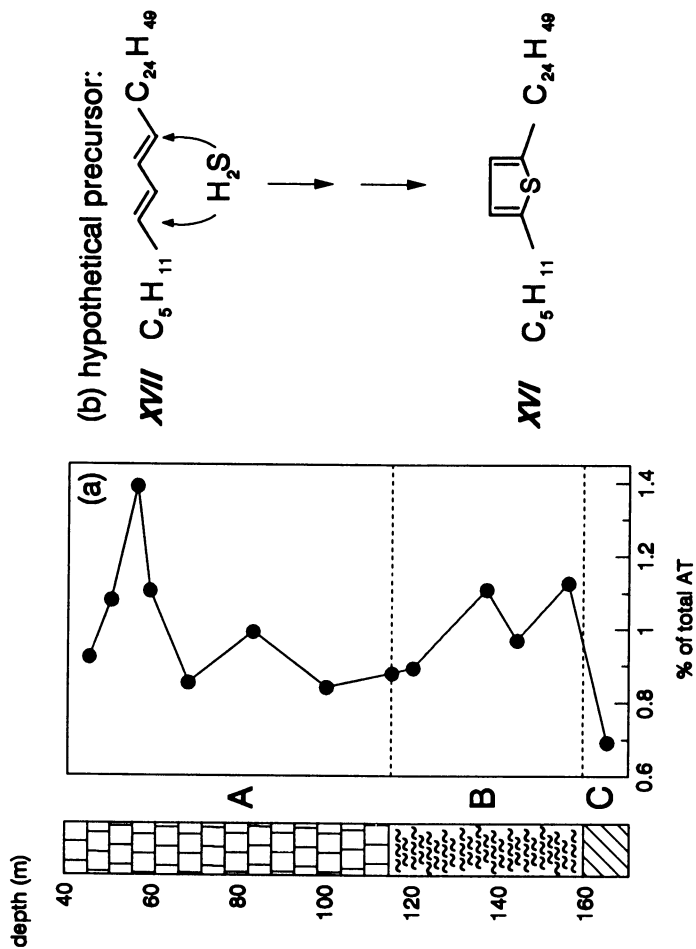 depth (m)
40
60
80
100
120
140
160
A
B
C
(a)
0.6
0.8
1
1.2
1.4
% of total AT
(b) hypothetical precursor:
XVII
C5H11
C24H49
H2S
XVI
C5H11
S
C24H49